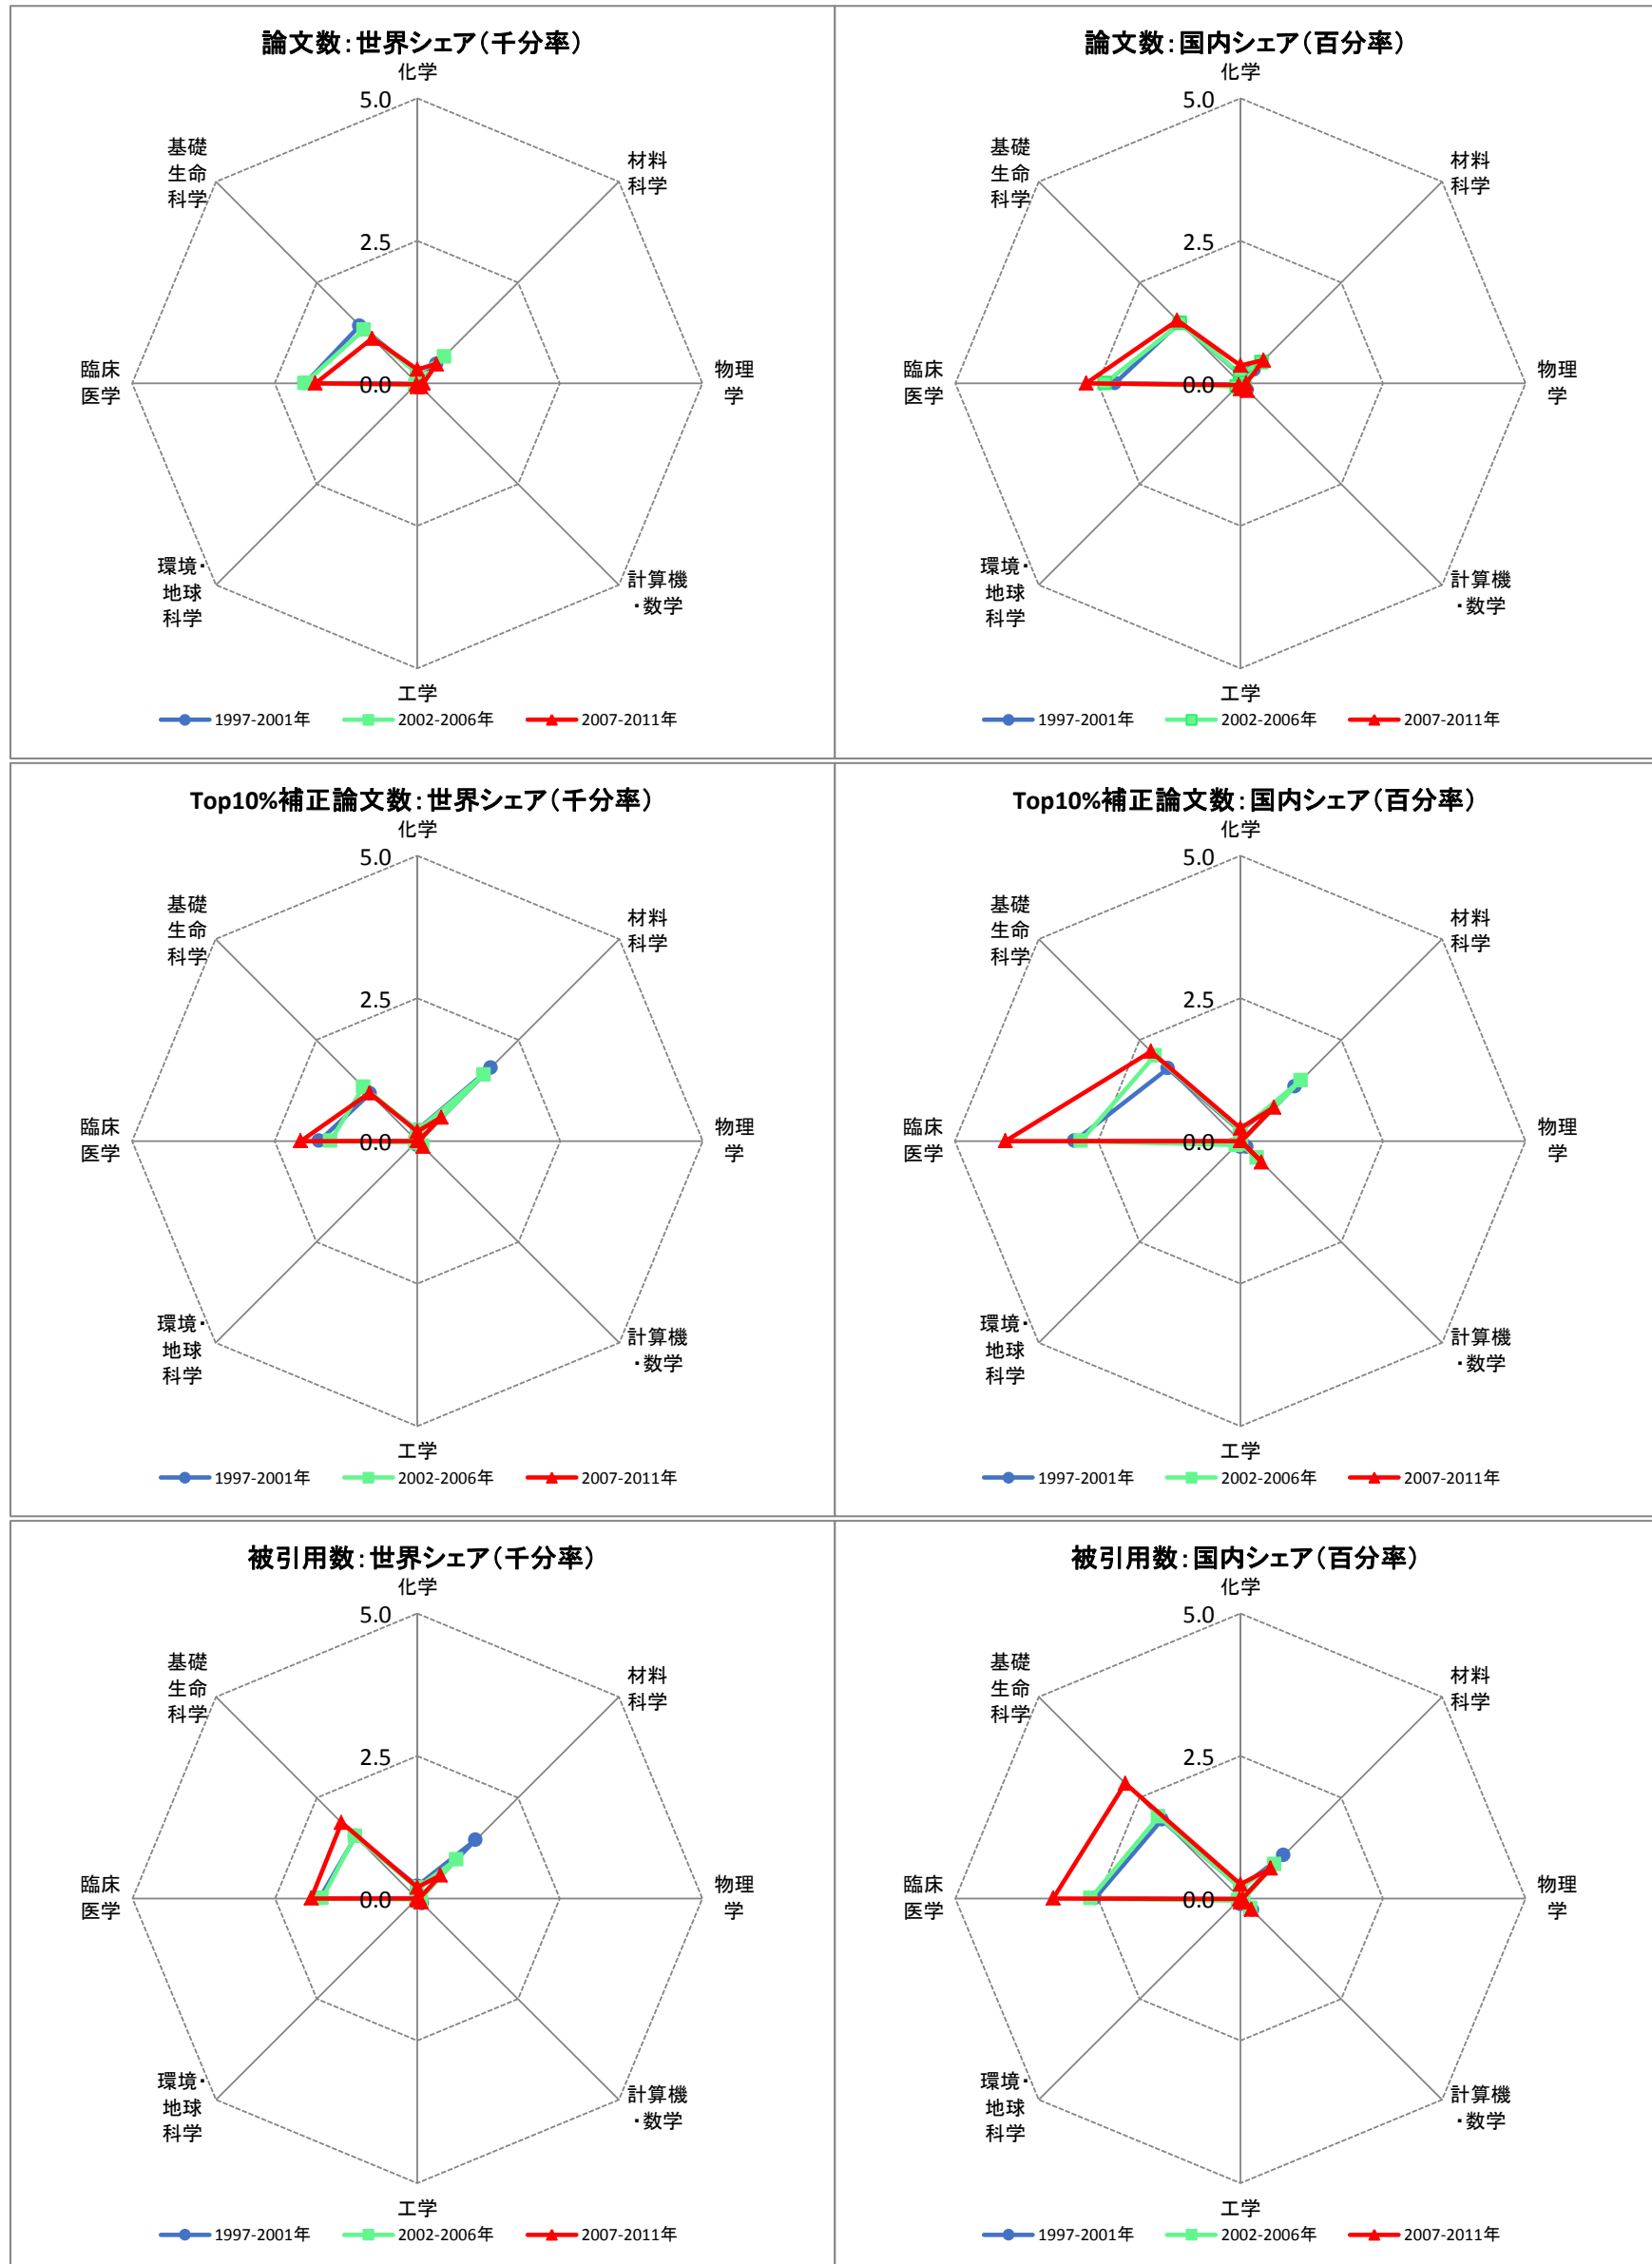 論文数：世界シェア（千分率）
化学
5.0
基礎
生命
科学
材料
科学
2.5
臨床
医学
0.0
物理
学
環境・
地球
科学
計算機
・数学
工学
1997-2001年 2002-2006年 2007-2011年
論文数：国内シェア（百分率）
化学
5.0
基礎
生命
科学
材料
科学
2.5
臨床
医学
0.0
物理
学
環境・
地球
科学
計算機
・数学
工学
1997-2001年 2002-2006年 2007-2011年
Top10%補正論文数：世界シェア（千分率）
化学
5.0
基礎
生命
科学
材料
科学
2.5
臨床
医学
0.0
物理
学
環境・
地球
科学
計算機
・数学
工学
1997-2001年 2002-2006年 2007-2011年
Top10%補正論文数：国内シェア（百分率）
化学
5.0
基礎
生命
科学
材料
科学
2.5
臨床
医学
0.0
物理
学
環境・
地球
科学
計算機
・数学
工学
1997-2001年 2002-2006年 2007-2011年
被引用数：世界シェア（千分率）
化学
5.0
基礎
生命
科学
材料
科学
2.5
臨床
医学
0.0
物理
学
環境・
地球
科学
計算機
・数学
工学
1997-2001年 2002-2006年 2007-2011年
被引用数：国内シェア（百分率）
化学
5.0
基礎
生命
科学
材料
科学
2.5
臨床
医学
0.0
物理
学
環境・
地球
科学
計算機
・数学
工学
1997-2001年 2002-2006年 2007-2011年